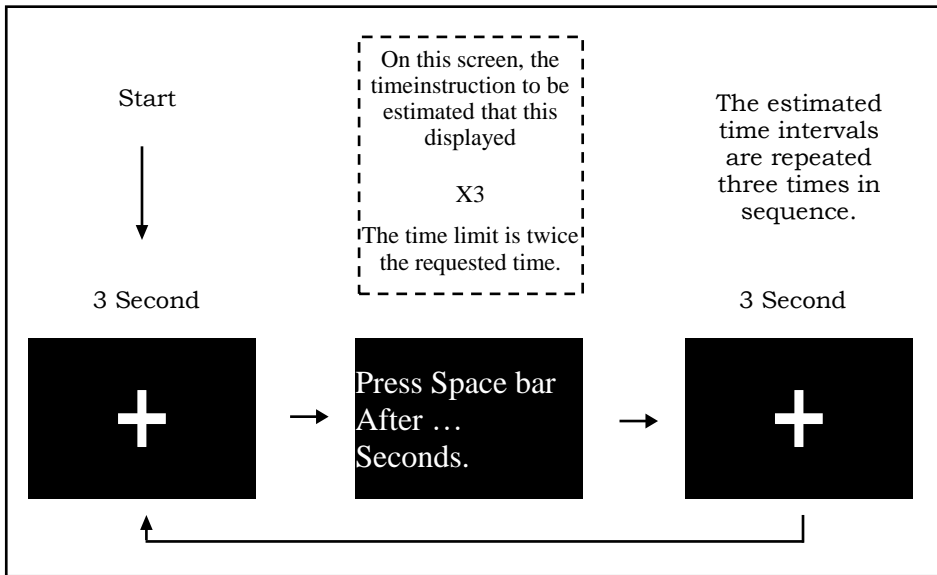 Start
3 Second
On this screen, the
timeinstruction to be
estimated that this
displayed
X3
The time limit is twice
the requested time.
Press Space bar
After …
Seconds.
The estimated
time intervals
are repeated
three times in
sequence.
3 Second